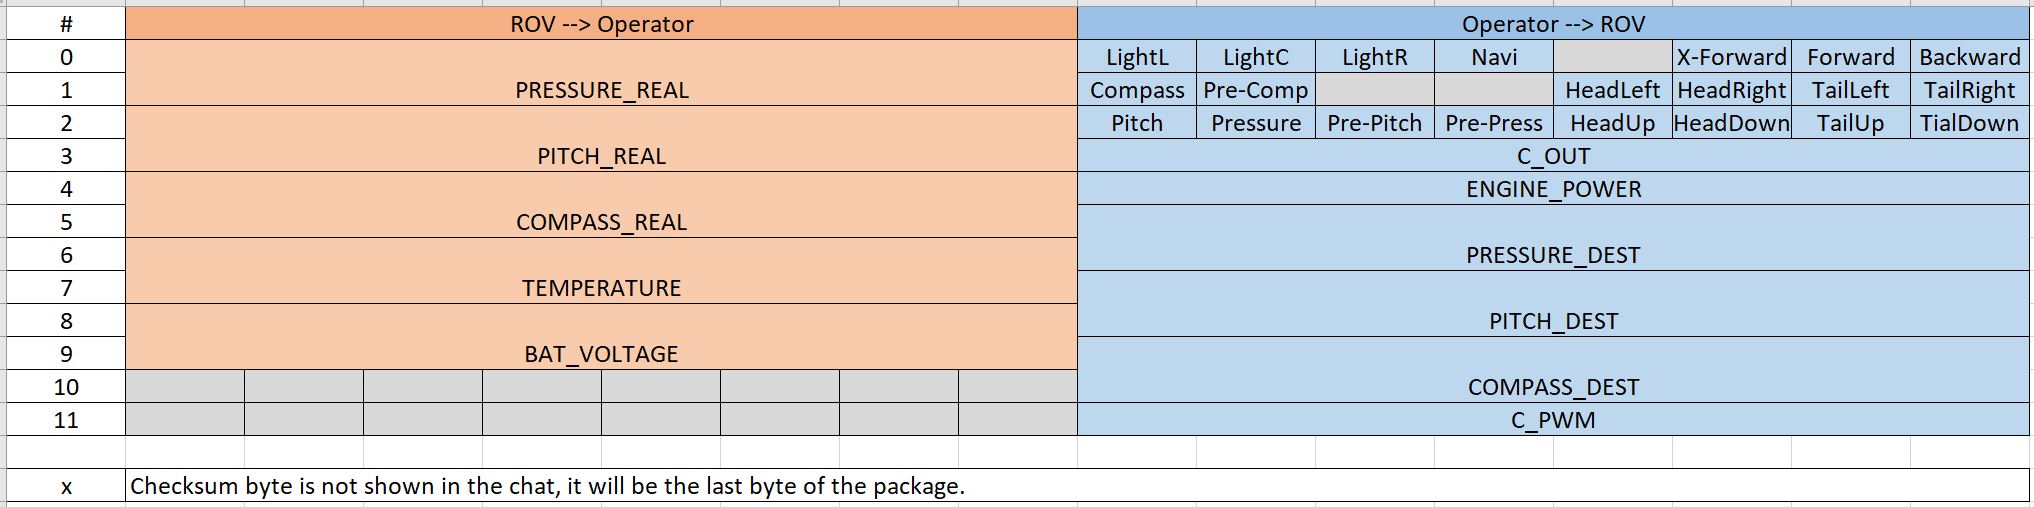 # ROV --> Operator Operator --> ROV
0 LightL LightC LightR Navi X-Forward Forward Backward
1 PRESSURE_REAL Compass Pre-Comp HeadLeft HeadRight TailLeft TailRight
2 Pitch Pressure Pre-Pitch Pre-Press HeadUp HeadDown TailUp TialDown
3 PITCH_REAL C_OUT
4 ENGINE_POWER
5 COMPASS_REAL
6 PRESSURE_DEST
7 TEMPERATURE
8 PITCH_DEST
9 BAT_VOLTAGE
10 COMPASS_DEST
11 C_PWM
x Checksum byte is not shown in the chat, it will be the last byte of the package.